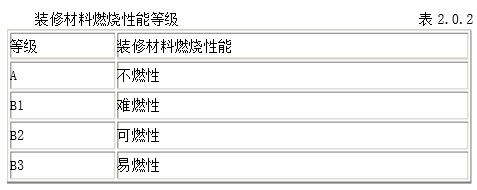 装修材料燃烧性能等级 表 2.0.2
等级 装修材料燃烧性能
A 不燃性
B1 难燃性
B2 可燃性
B3 易燃性